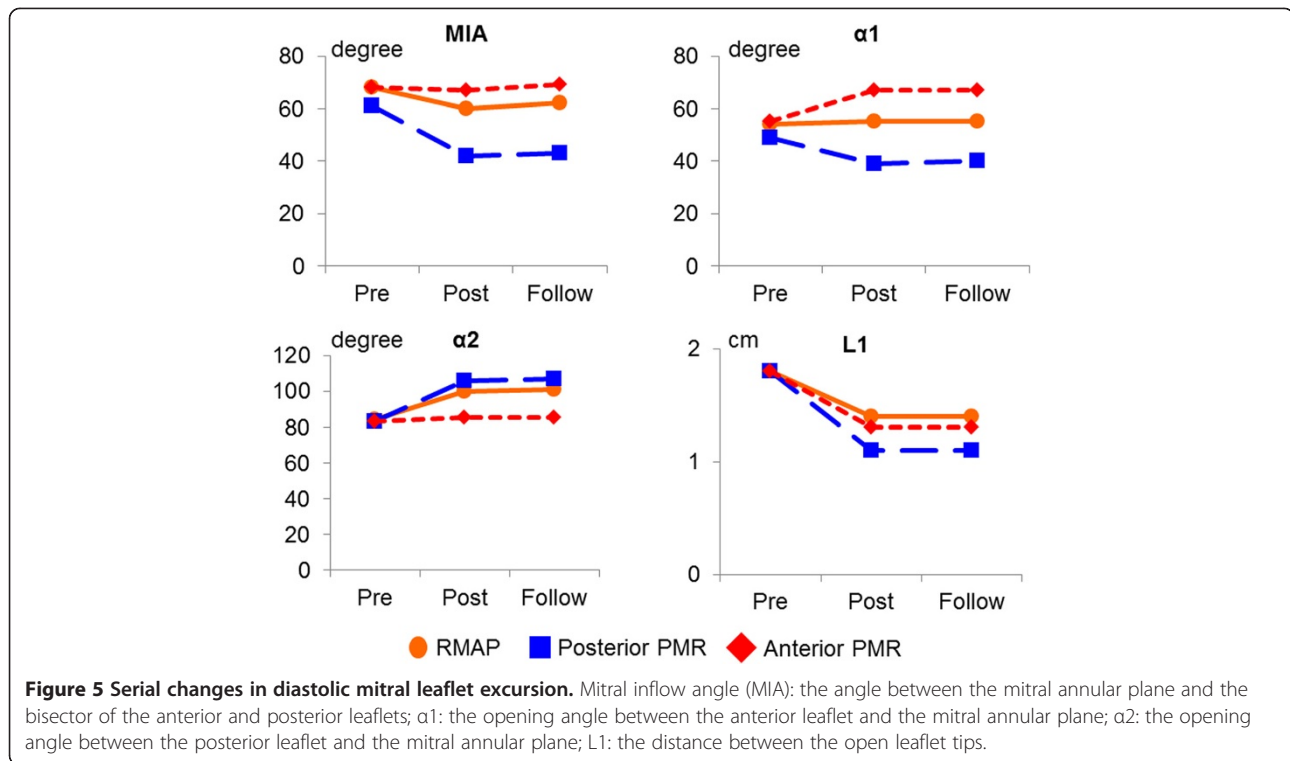 MIA
degree
80
60
40
20
0
Pre Post Follow
α1
degree
80
60
40
20
0
Pre Post Follow
α2
degree
120
100
80
60
40
20
0
Pre Post Follow
L1
cm
2
1
0
Pre Post Follow
RMAP Posterior PMR Anterior PMR
Figure 5 Serial changes in diastolic mitral leaflet excursion. Mitral inflow angle (MIA): the angle between the mitral annular plane and the
bisector of the anterior and posterior leaflets; α1: the opening angle between the anterior leaflet and the mitral annular plane; α2: the opening
angle between the posterior leaflet and the mitral annular plane; L1: the distance between the open leaflet tips.